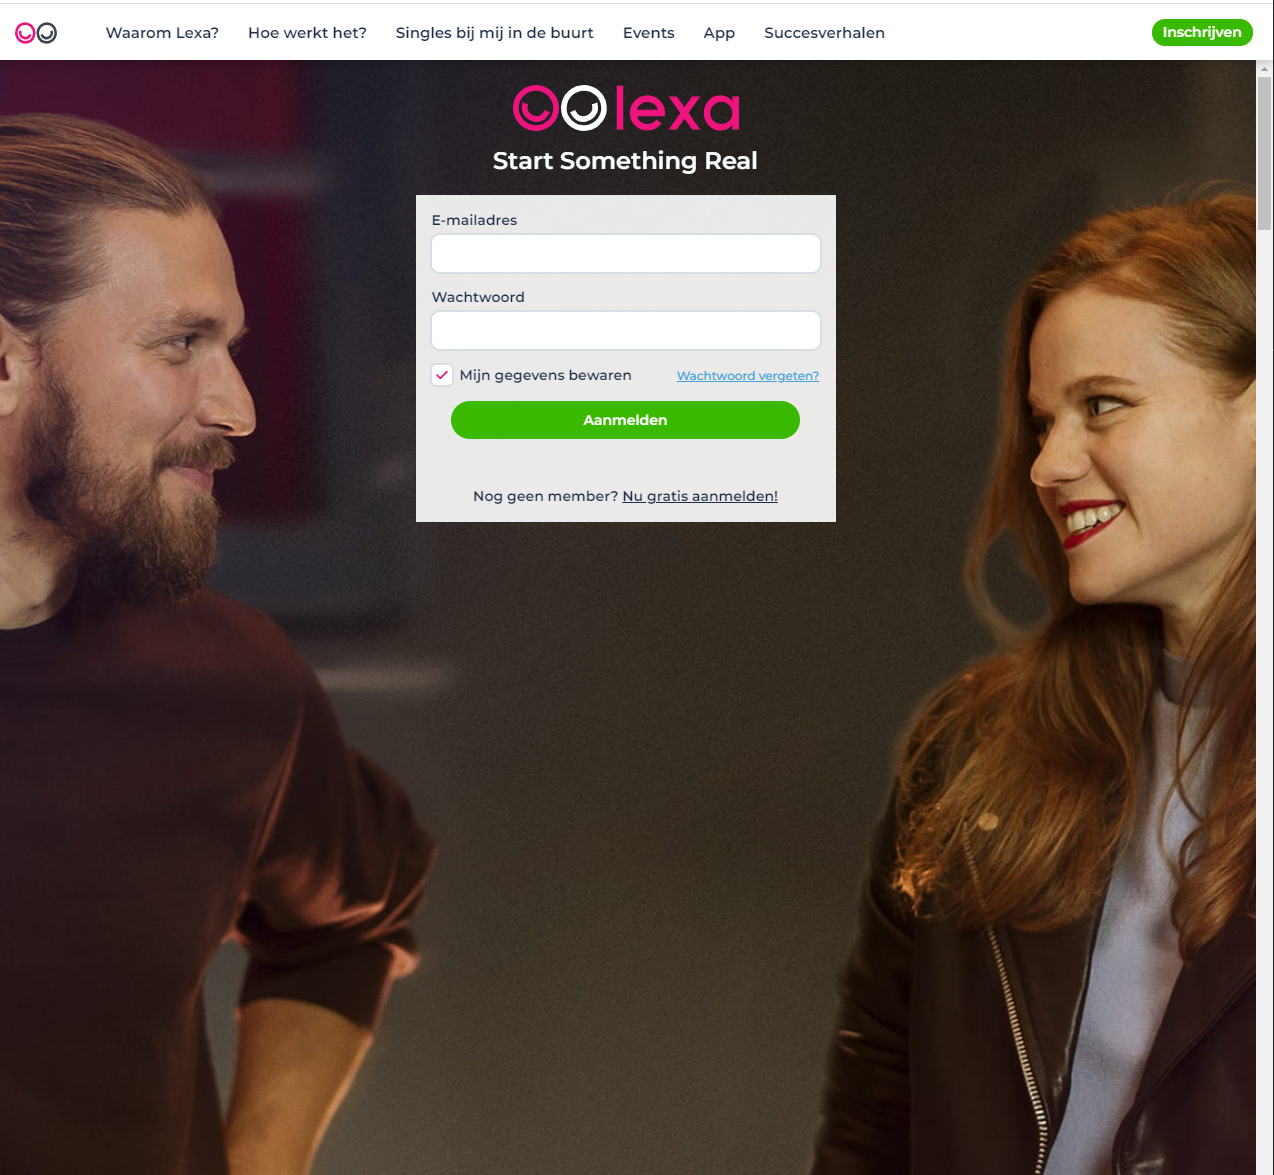 Waarom Lexa? Hoe werkt het? Singles bij mij in de buurt Events App Succesverhalen Inschrijven
lexa
Start Something Real
E-mailadres
Wachtwoord
Mijn gegevens bewaren Wachtwoord vergeten?
Aanmelden
Nog geen member? Nu gratis aanmelden!